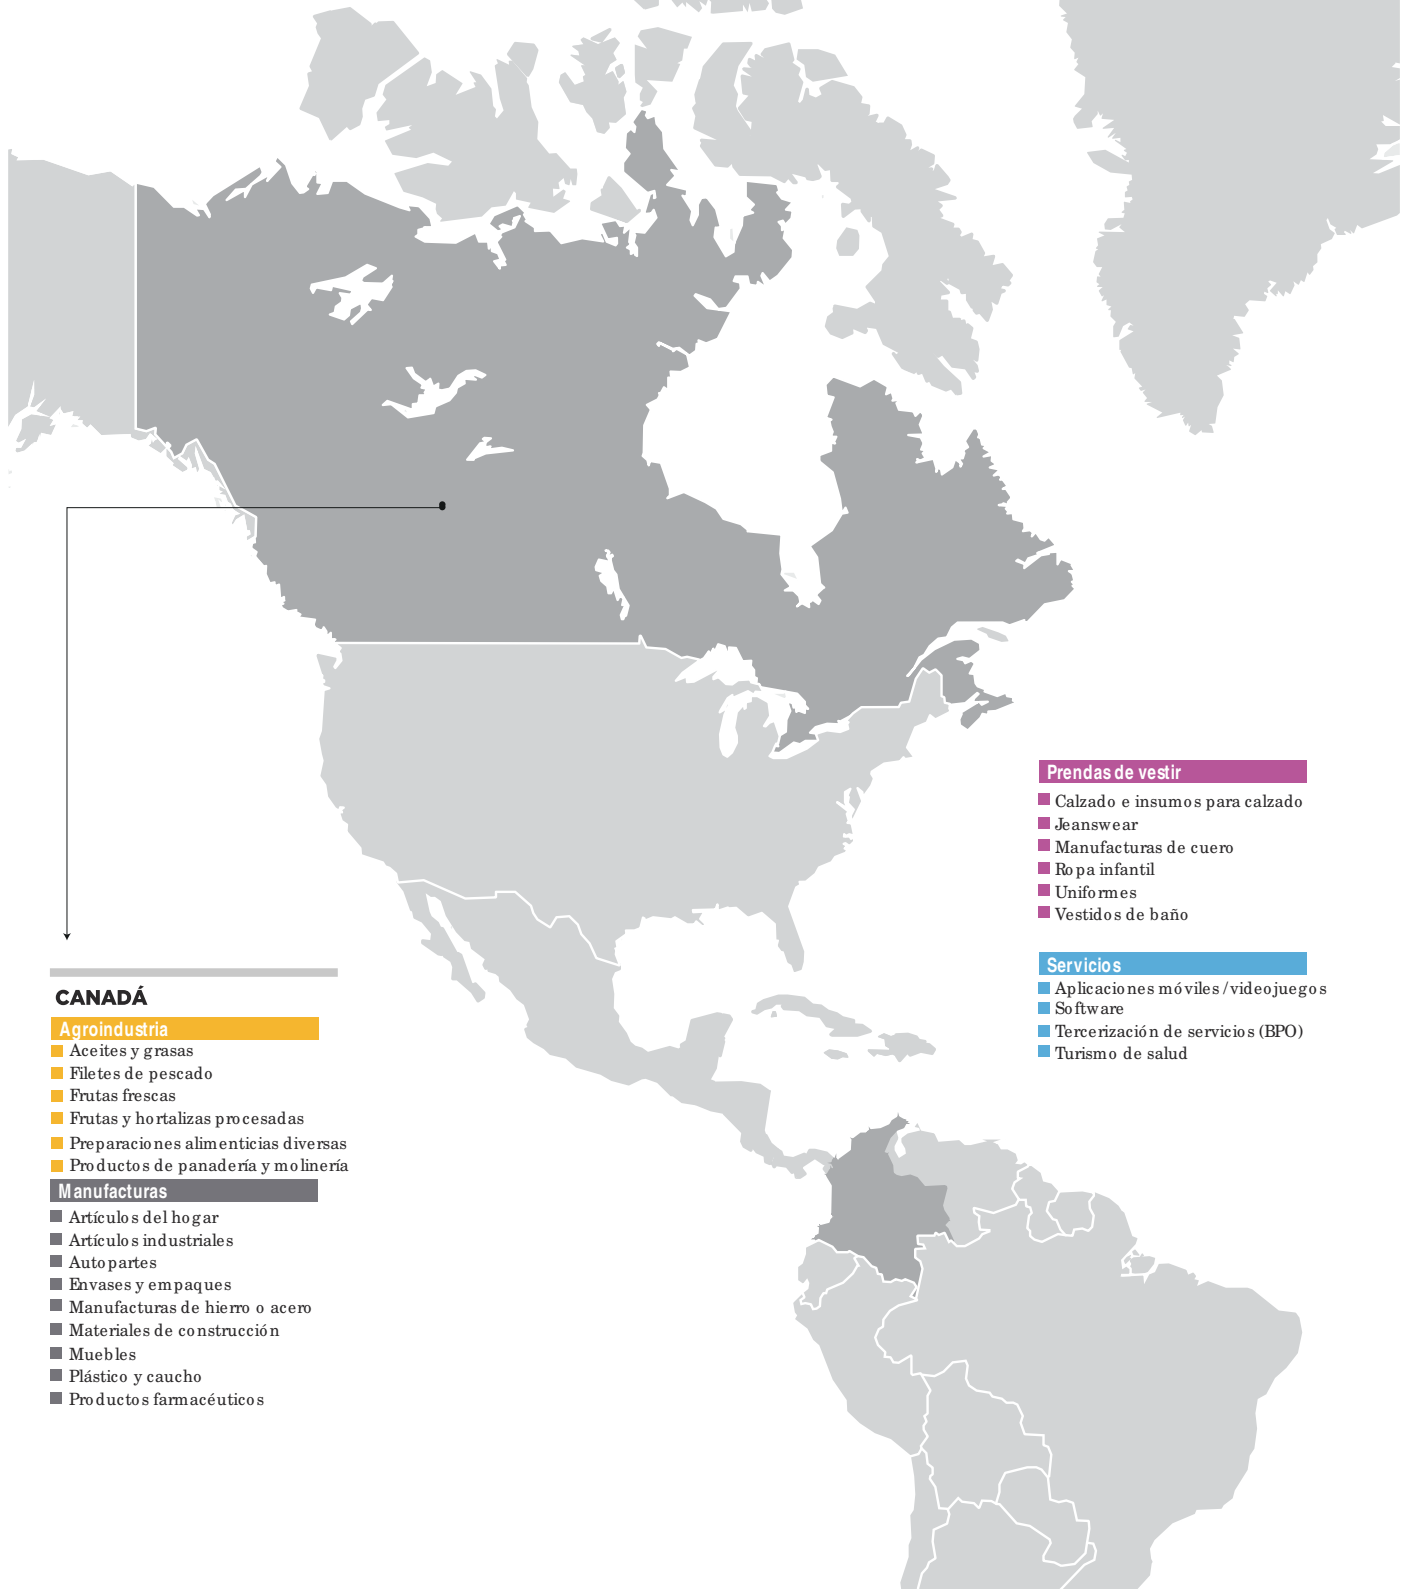 CANADÁ
Agroindustria
Aceites y grasas
Filetes de pescado
Frutas frescas
Frutas y hortalizas procesadas
Preparaciones alimenticias diversas
Productos de panadería y molinería
Manufacturas
Artículos del hogar
Artículos industriales
Autopartes
Envases y empaques
Manufacturas de hierro o acero
Materiales de construcción
Muebles
Plástico y caucho
Productos farmacéuticos
Prendas de vestir
Calzado e insumos para calzado
Jeanswear
Manufacturas de cuero
Ropa infantil
Uniformes
Vestidos de baño
Servicios
Aplicaciones móviles/videojuegos
Software
Tercerización de servicios (BPO)
Turismo de salud